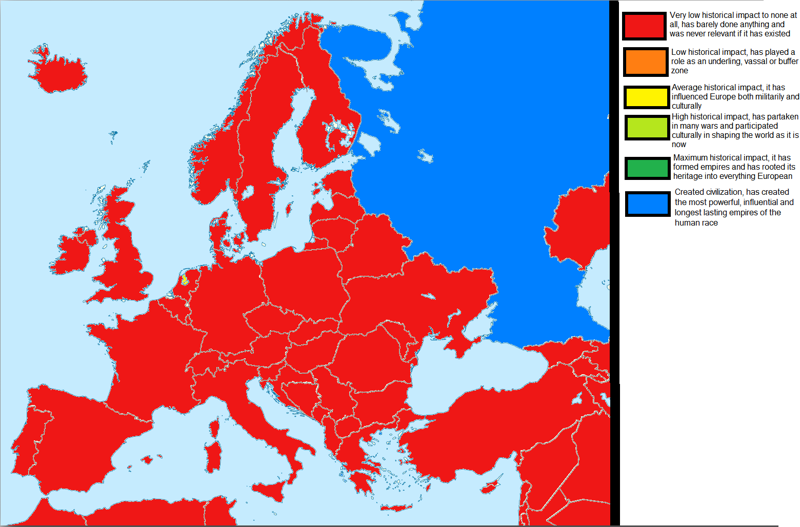 Very low historical impact to none at
all, has barely done anything and
was never relevant if it has existed
Low historical impact, has played a
role as an underling, vassal or buffer
zone
Average historical impact, it has
influenced Europe both militarily and
culturally
High historical impact, has partaken
in many wars and participated
culturally in shaping the world as it is
now
Maximum historical impact, it has
formed empires and has rooted its
heritage into everything European
Created civilization, has created
the most powerful, influential and
longest lasting empires of the
human race